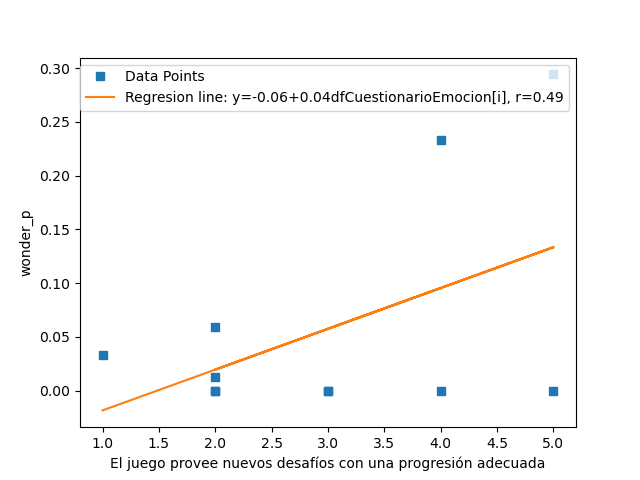 0.30
0.25
0.20
0.15
0.10
0.05
0.00
wonder_p
Data Points
Regresion line: y=-0.06+0.04dfCuestionarioEmocion[i], r=0.49
1.0 1.5 2.0 2.5 3.0 3.5 4.0 4.5 5.0
El juego provee nuevos desafíos con una progresión adecuada